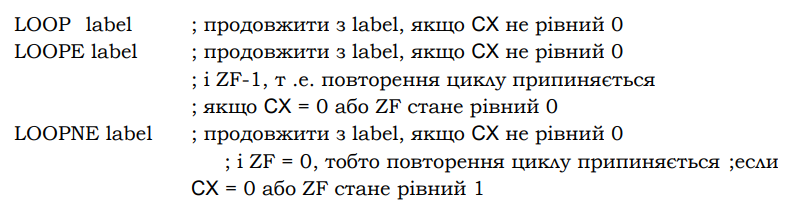 LOOP label ; продовжити з label, якщо CX не рівний 0
LOOPE label ; продовжити з label, якщо CX не рівний 0
; і ZF-1, т .е. повторення циклу припиняється
; якщо CX = 0 або ZF стане рівний 0
LOOPNE label ; продовжити з label, якщо CX не рівний 0
; і ZF = 0, тобто повторення циклу припиняється ;если
CX = 0 або ZF стане рівний 1